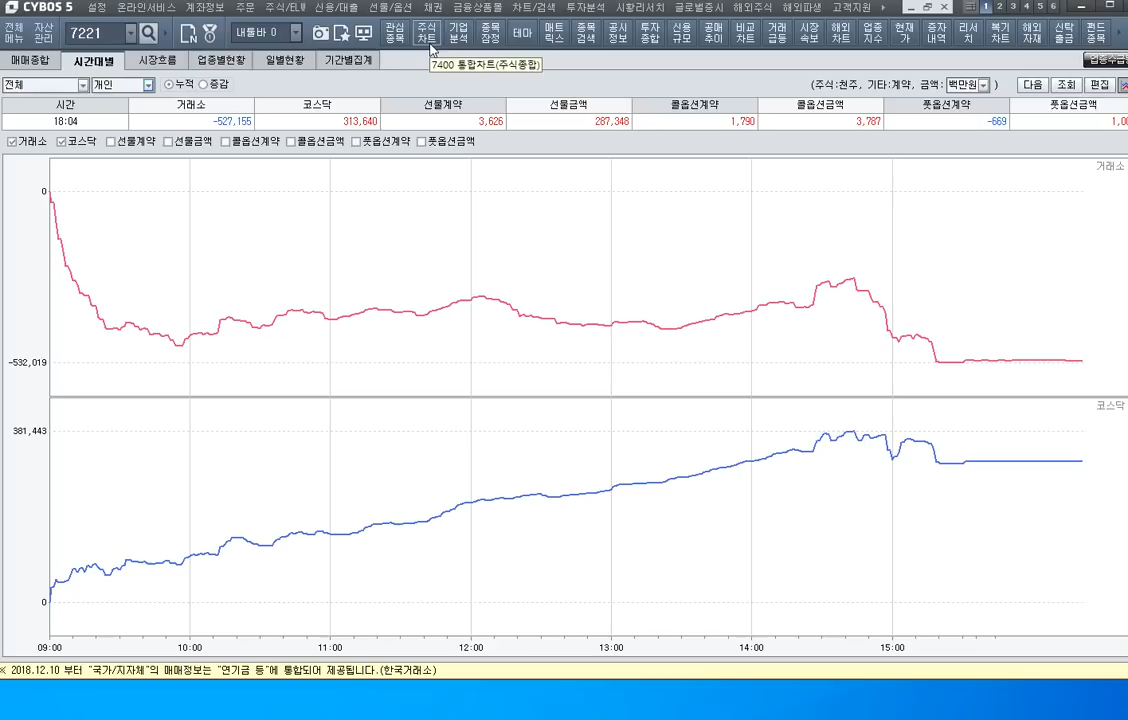 CYBOS 5 설정 온라인서비스 계좌정보 주문 주식/ELW 신용/대출 선물/옵션 채권 금융상품몰 차트/검색 투자분석 시황리서치 글로벌증시 해외주식 해외파생 고객지원 1 2 3 4 5 6
전체메뉴 자산관리 7221 내툴바 0 관심종목 주식차트 기업분석 종목잠정 테마 매트릭스 종목검색 공시정보 투자종합 신용규모 공매추이 비교차트 거래급등 시장속보 해외차트 업종지수 현재가 증자내역 리서치 복기차트 해외자재 신탁출금 펀드종목
7400 통합차트(주식종합)
매매종합 시간대별 시장흐름 업종별현황 일별현황 기간별집계
전체 개인 누적 증감 (주식:천주, 기타:계약, 금액: 백만원 ) 다음 조회 편집
시간 거래소 코스닥 선물계약 선물금액 콜옵션계약 콜옵션금액 풋옵션계약 풋옵션금액
18:04 -527,155 313,640 3,626 287,348 1,790 3,787 -669
거래소 코스닥 선물계약 선물금액 콜옵션계약 콜옵션금액 풋옵션계약 풋옵션금액
거래소
0
-532,019
코스닥
381,443
0
09:00 10:00 11:00 12:00 13:00 14:00 15:00
※ 2018.12.10 부터 "국가/지자체"의 매매정보는 "연기금 등"에 통합되어 제공됩니다.(한국거래소)